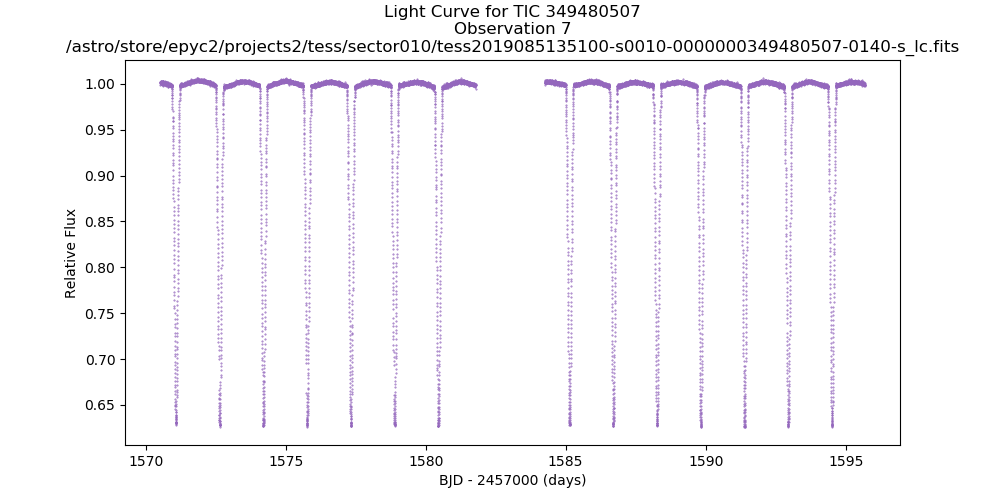 Light Curve for TIC 349480507
Observation 7
/astro/store/epyc2/projects2/tess/sector010/tess2019085135100-s0010-0000000349480507-0140-s_lc.fits
1.00
0.95
0.90
0.85
0.80
0.75
0.70
0.65
Relative Flux
1570 1575 1580 1585 1590 1595
BJD - 2457000 (days)